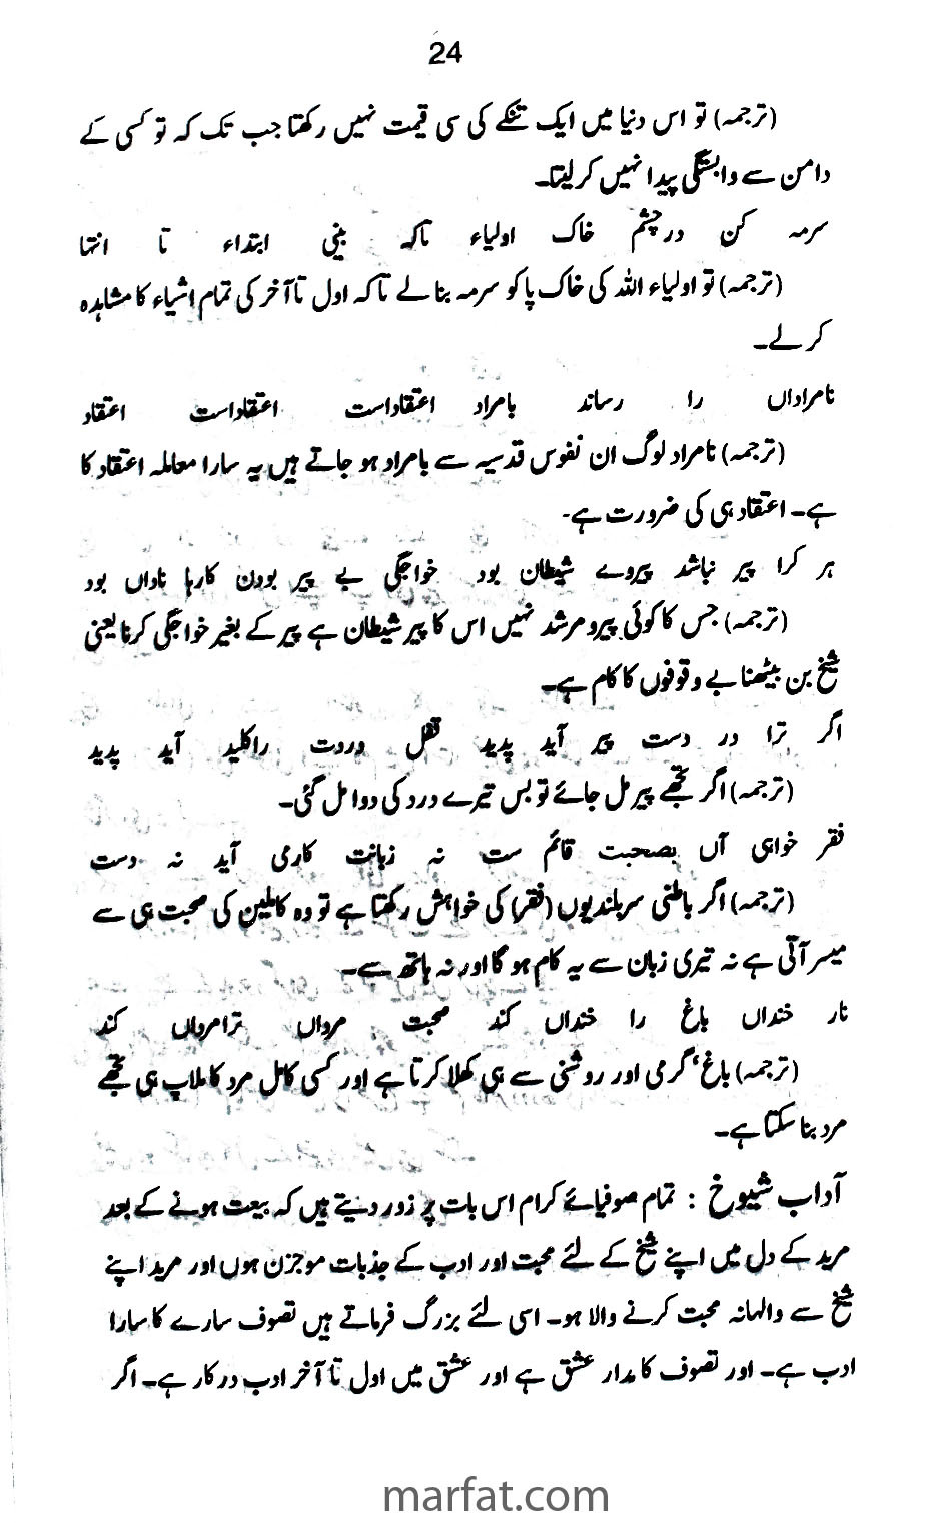 24
(ترجمہ) تو اس دنیا میں ایک تنکے کی سی قیمت نہیں رکھتا جب تک کہ تو کسی کے
دامن سے وابستگی پیدا نہیں کر لیتا۔
سرمہ کن در چشم خاک اولیاء تاکہ بینی ابتداء تا انتہا
(ترجمہ) تو اولیاء اللہ کی خاک پا کو سرمہ بنا لے تاکہ اول تا آخر کی تمام اشیاء کا مشاہدہ
کر لے۔
نامراداں را رساند بامراد اعتقاداست اعتقاداست اعتقاد
(ترجمہ) نامراد لوگ ان نفوس قدسیہ سے بامراد ہو جاتے ہیں یہ سارا معاملہ اعتقاد کا
ہے۔ اعتقاد ہی کی ضرورت ہے۔
ہر کرا پیر نباشد پیروے شیطان بود خواجگی بے پیر بودن کارہا ناداں بود
(ترجمہ) جس کا کوئی پیر و مرشد نہیں اس کا پیر شیطان ہے پیر کے بغیر خواجگی کرنا یعنی
شیخ بن بیٹھنا بے وقوفوں کا کام ہے۔
اگر ترا در دست پیر آید پدید قفل دردت راکلید آید پدید
(ترجمہ) اگر تجھے پیر مل جائے تو بس تیرے درد کی دوا مل گئی۔
فقر خواہی آں بصحبت قائم ست نہ زبانت کارمی آید نہ دست
(ترجمہ) اگر باطنی سربلندیوں (فقر) کی خواہش رکھتا ہے تو وہ کاملین کی صحبت ہی سے
میسر آتی ہے نہ تیری زبان سے یہ کام ہو گا اور نہ ہاتھ سے۔
نار خنداں باغ را خنداں کند صحبت مرداں ترامرداں کند
(ترجمہ) باغ، گرمی اور روشنی سے ہی کھلا کرتا ہے اور کسی کامل مرد کا ملاپ ہی تجھے
مرد بنا سکتا ہے۔
آداب شیوخ : تمام صوفیائے کرام اس بات پر زور دیتے ہیں کہ بیعت ہونے کے بعد
مرید کے دل میں اپنے شیخ کے لئے محبت اور ادب کے جذبات موجزن ہوں اور مرید اپنے
شیخ سے والہانہ محبت کرنے والا ہو۔ اسی لئے بزرگ فرماتے ہیں تصوف سارے کا سارا
ادب ہے۔ اور تصوف کا مدار عشق ہے اور عشق میں اول تا آخر ادب درکار ہے۔ اگر
marfat.com